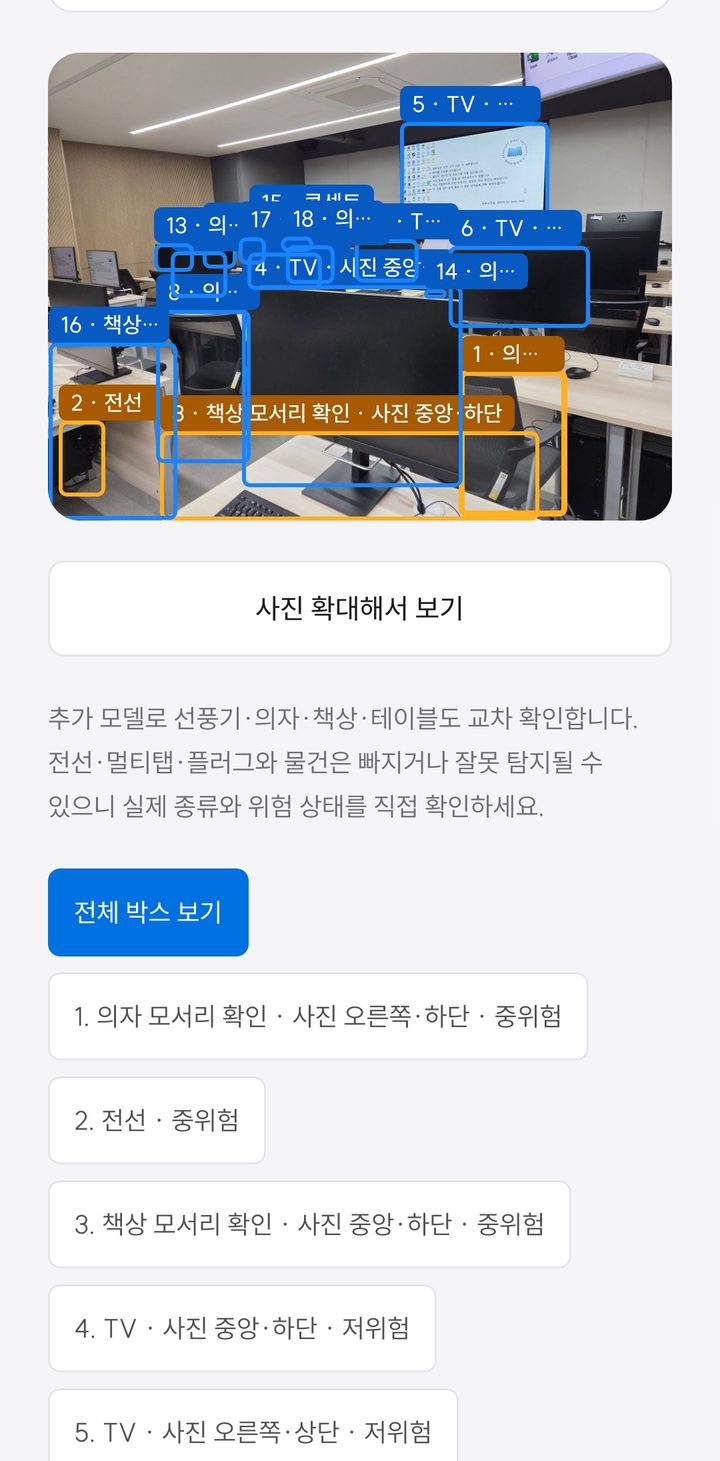 5 · TV · ···
15 · 콘센트
13 · 의···
17
18 · 의···
· T···
6 · TV · ···
4 · TV · 사진 중앙
14 · 의···
8 · 의···
16 · 책상···
1 · 의···
2 · 전선
3 · 책상 모서리 확인 · 사진 중앙·하단
사진 확대해서 보기
추가 모델로 선풍기·의자·책상·테이블도 교차 확인합니다.
전선·멀티탭·플러그와 물건은 빠지거나 잘못 탐지될 수
있으니 실제 종류와 위험 상태를 직접 확인하세요.
전체 박스 보기
1. 의자 모서리 확인 · 사진 오른쪽·하단 · 중위험
2. 전선 · 중위험
3. 책상 모서리 확인 · 사진 중앙·하단 · 중위험
4. TV · 사진 중앙·하단 · 저위험
5. TV · 사진 오른쪽·상단 · 저위험